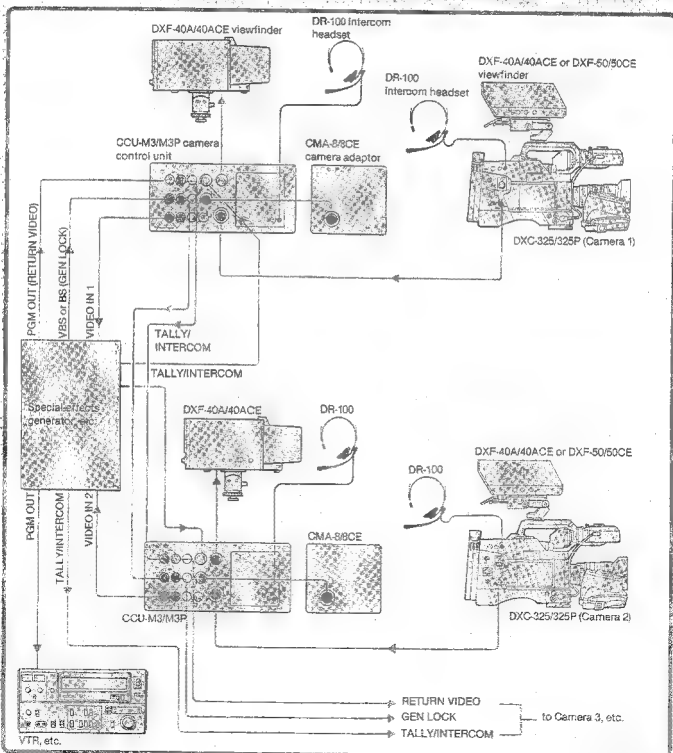 DXF-40A/40ACE viewfinder
DR-100 intercom
headset
DXF-40A/40ACE or DXF-50/50CE
viewfinder
DR-100
intercom headset
CCU-M3/M3P camera
control unit
CMA-8/8CE
camera adaptor
DXC-325/325P (Camera 1)
PGM OUT (RETURN VIDEO)
VBS or BS (GEN LOCK)
VIDEO IN 1
TALLY/
INTERCOM
TALLY/INTERCOM
Special effects
generator, etc.
DXF-40A/40ACE
DR-100
DXF-40A/40ACE or DXF-50/50CE
DR-100
PGM OUT
TALLY/INTERCOM
VIDEO IN 2
CMA-8/8CE
CCU-M3/M3P
DXC-325/325P (Camera 2)
RETURN VIDEO
GEN LOCK
to Camera 3, etc.
TALLY/INTERCOM
VTR, etc.